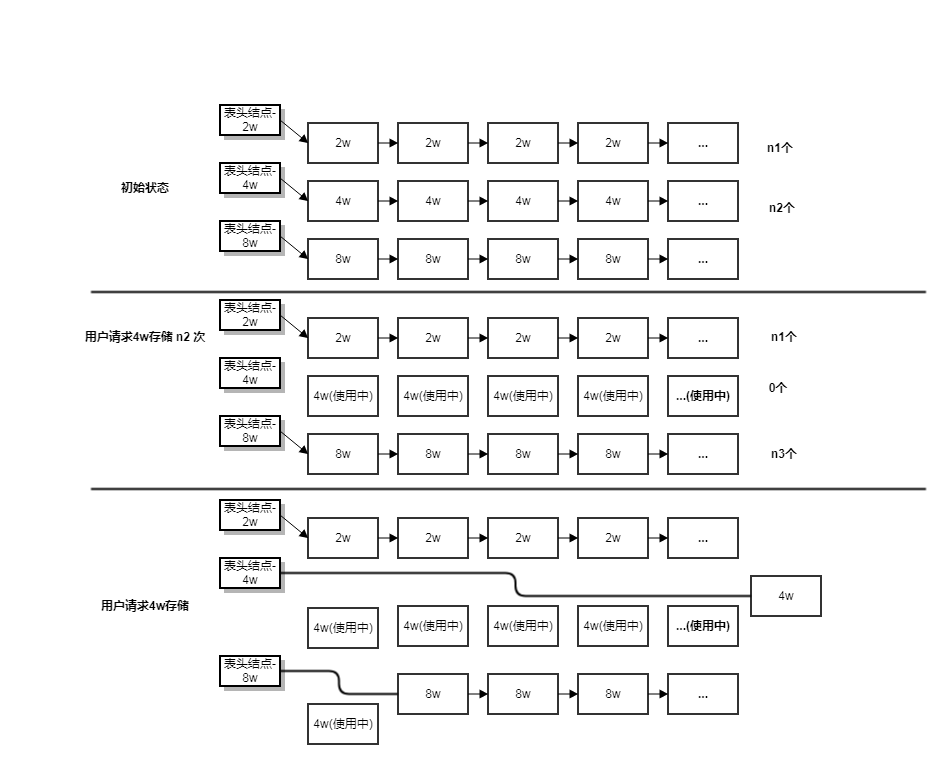 表头结点-
2w
2w
2w
2w
2w
...
n1个
初始状态
表头结点-
4w
4w
4w
4w
4w
...
n2个
表头结点-
8w
8w
8w
8w
8w
...
用户请求4w存储 n2 次
表头结点-
2w
2w
2w
2w
2w
...
n1个
表头结点-
4w
4w(使用中)
4w(使用中)
4w(使用中)
4w(使用中)
...(使用中)
0个
表头结点-
8w
8w
8w
8w
8w
...
n3个
表头结点-
2w
2w
2w
2w
2w
...
用户请求4w存储
表头结点-
4w
4w
4w(使用中)
4w(使用中)
4w(使用中)
4w(使用中)
...(使用中)
表头结点-
8w
8w
8w
8w
...
4w(使用中)